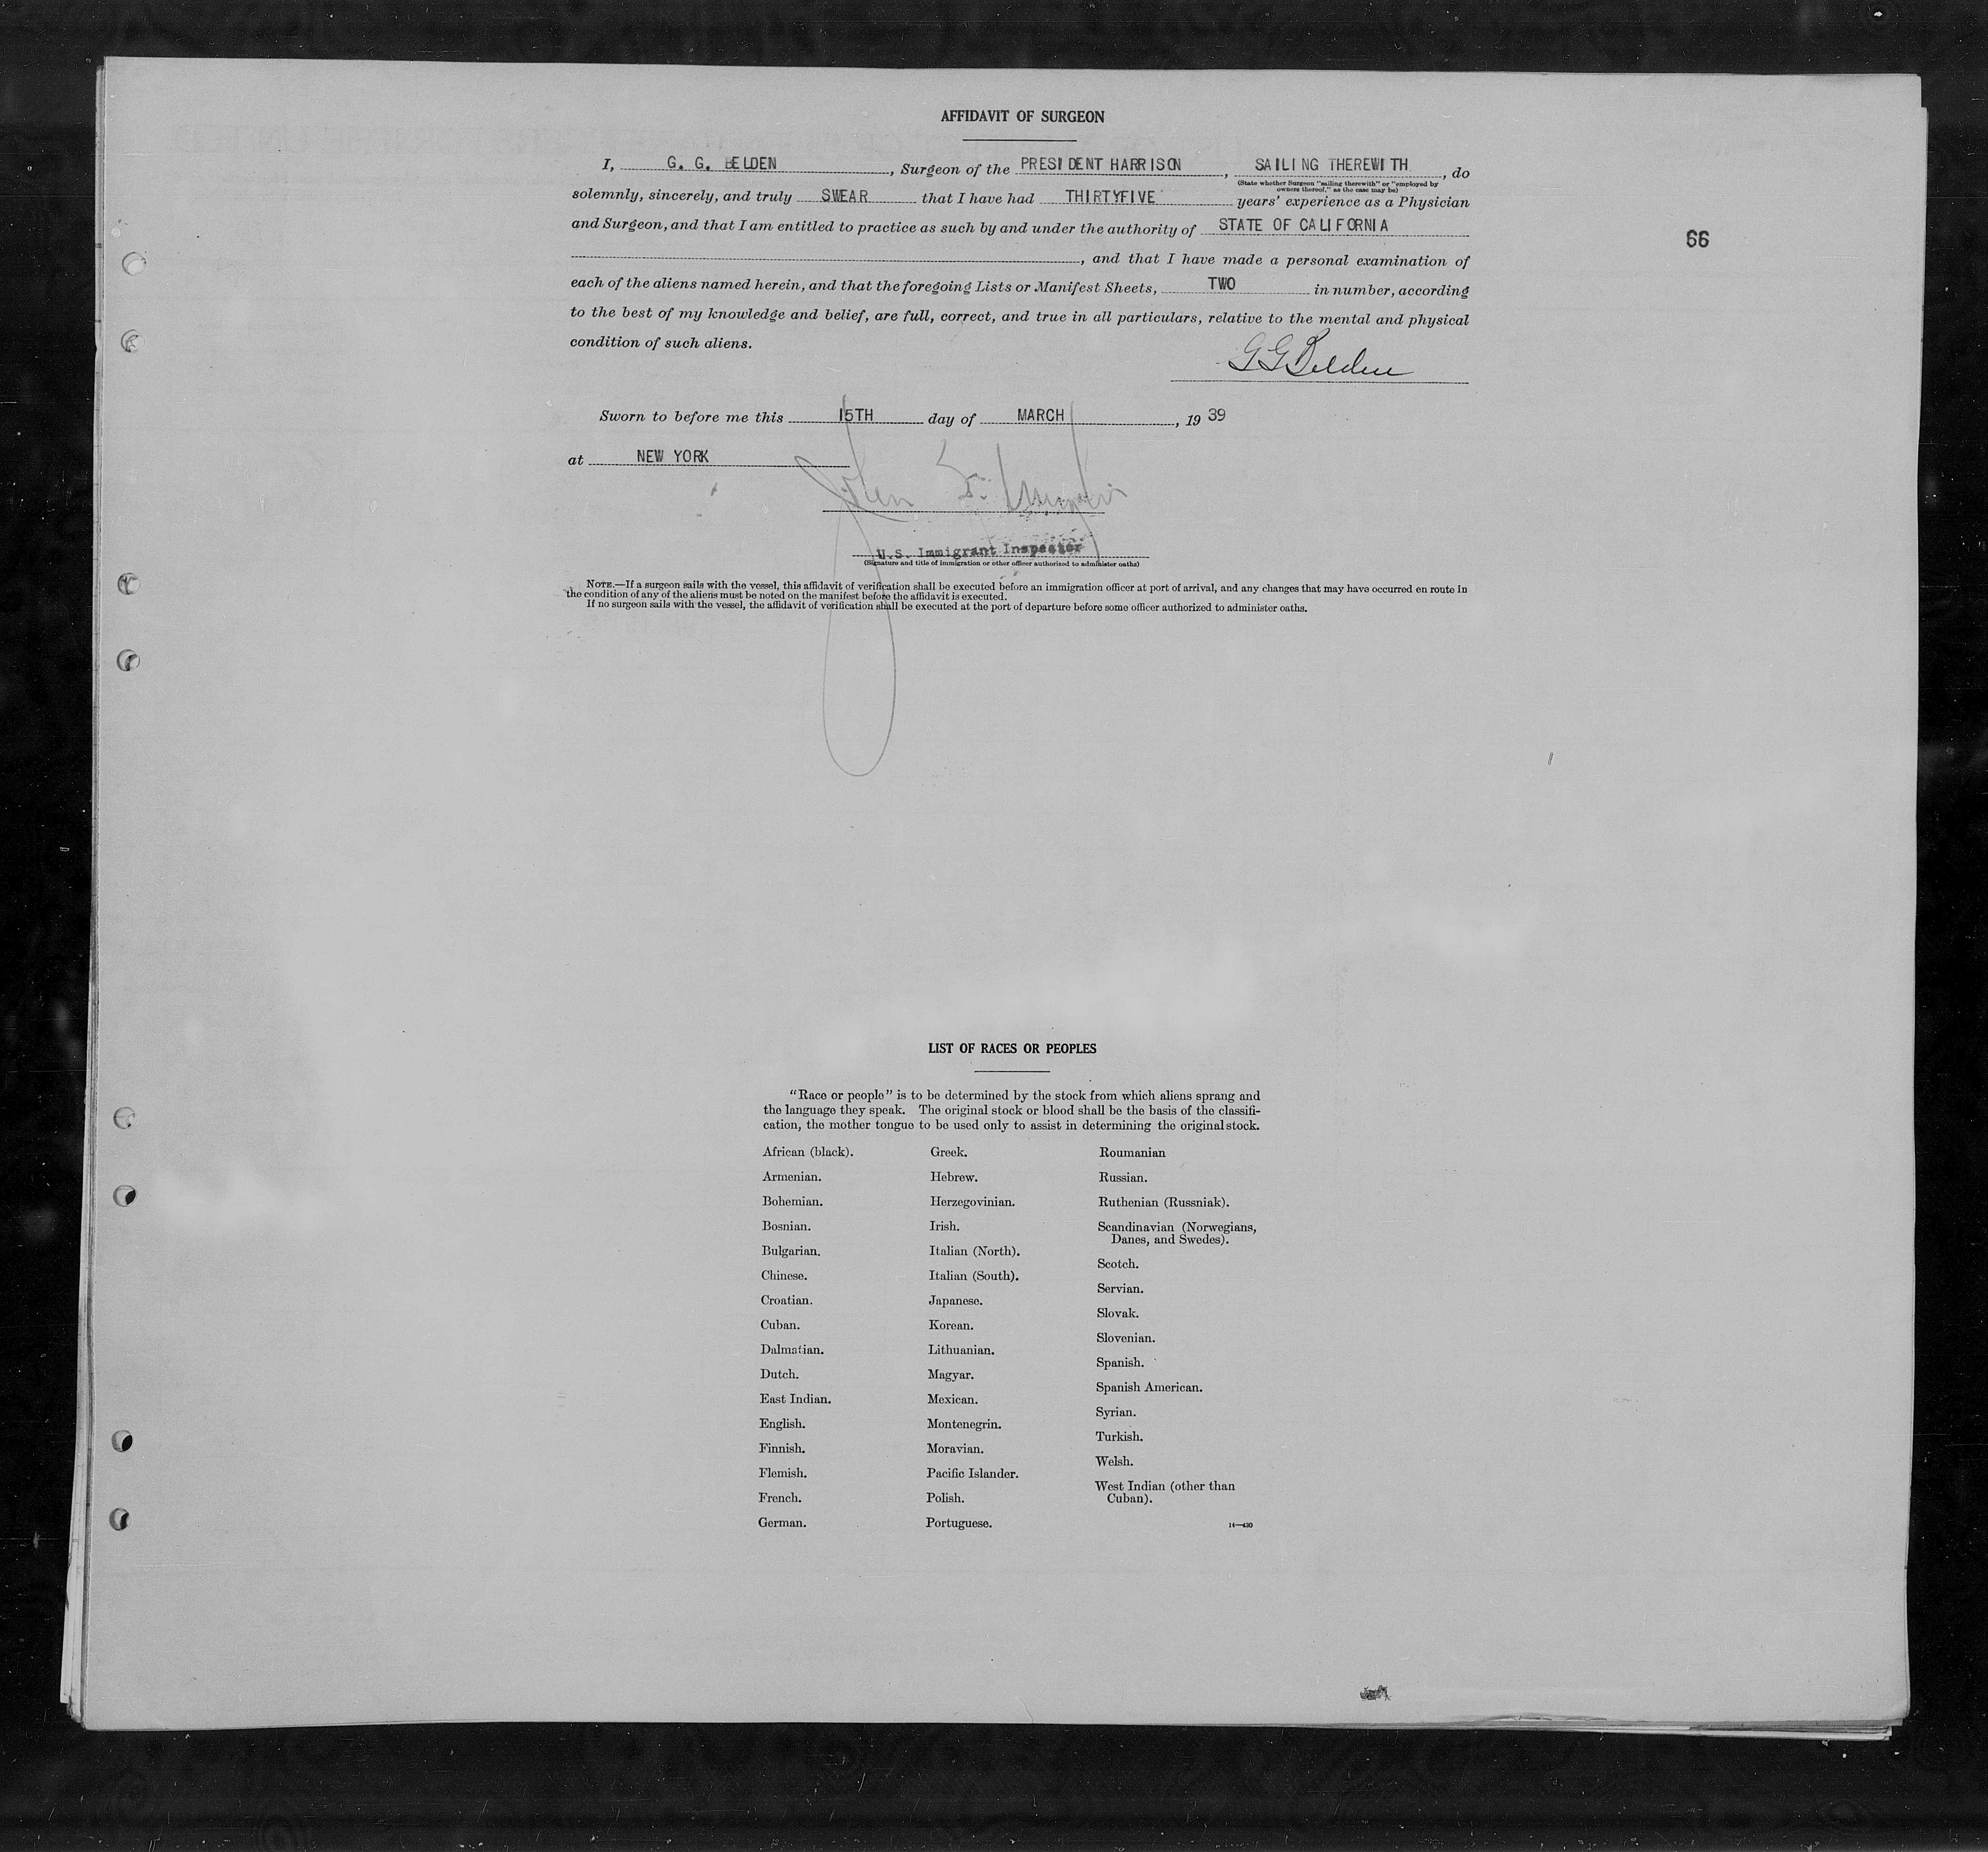 AFFIDAVIT OF SURGEON
I, G. G. BELDEN, Surgeon of the PRESIDENT HARRISON, SAILING THEREWITH, do
(State whether Surgeon "sailing therewith" or "employed by
owners thereof," as the case may be)
solemnly, sincerely, and truly SWEAR that I have had THIRTYFIVE years' experience as a Physician
and Surgeon, and that I am entitled to practice as such by and under the authority of STATE OF CALIFORNIA
66
, and that I have made a personal examination of
each of the aliens named herein, and that the foregoing Lists or Manifest Sheets, TWO in number, according
to the best of my knowledge and belief, are full, correct, and true in all particulars, relative to the mental and physical
condition of such aliens.
G G Belden
Sworn to before me this 15TH day of MARCH, 1939
at NEW YORK
John
U.S. Immigrant Inspector
(Signature and title of immigration or other officer authorized to administer oaths)
NOTE.—If a surgeon sails with the vessel, this affidavit of verification shall be executed before an immigration officer at port of arrival, and any changes that may have occurred en route in
the condition of any of the aliens must be noted on the manifest before the affidavit is executed.
If no surgeon sails with the vessel, the affidavit of verification shall be executed at the port of departure before some officer authorized to administer oaths.
LIST OF RACES OR PEOPLES
"Race or people" is to be determined by the stock from which aliens sprang and
the language they speak. The original stock or blood shall be the basis of the classifi-
cation, the mother tongue to be used only to assist in determining the original stock.
African (black).
Armenian.
Bohemian.
Bosnian.
Bulgarian.
Chinese.
Croatian.
Cuban.
Dalmatian.
Dutch.
East Indian.
English.
Finnish.
Flemish.
French.
German.
Greek.
Hebrew.
Herzegovinian.
Irish.
Italian (North).
Italian (South).
Japanese.
Korean.
Lithuanian.
Magyar.
Mexican.
Montenegrin.
Moravian.
Pacific Islander.
Polish.
Portuguese.
Roumanian
Russian.
Ruthenian (Russniak).
Scandinavian (Norwegians,
Danes, and Swedes).
Scotch.
Servian.
Slovak.
Slovenian.
Spanish.
Spanish American.
Syrian.
Turkish.
Welsh.
West Indian (other than
Cuban).
14—430